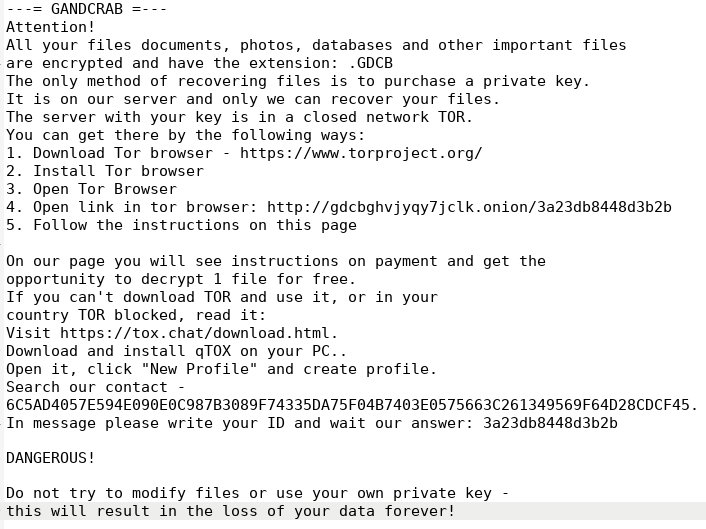 ---= GANDCRAB =---
Attention!
All your files documents, photos, databases and other important files
are encrypted and have the extension: .GDCB
The only method of recovering files is to purchase a private key.
It is on our server and only we can recover your files.
The server with your key is in a closed network TOR.
You can get there by the following ways:
1. Download Tor browser - https://www.torproject.org/
2. Install Tor browser
3. Open Tor Browser
4. Open link in tor browser: http://gdcbghvjyqy7jclk.onion/3a23db8448d3b2b
5. Follow the instructions on this page
On our page you will see instructions on payment and get the
opportunity to decrypt 1 file for free.
If you can't download TOR and use it, or in your
country TOR blocked, read it:
Visit https://tox.chat/download.html.
Download and install qTOX on your PC..
Open it, click "New Profile" and create profile.
Search our contact -
6C5AD4057E594E090E0C987B3089F74335DA75F04B7403E0575663C261349569F64D28CDCF45.
In message please write your ID and wait our answer: 3a23db8448d3b2b
DANGEROUS!
Do not try to modify files or use your own private key -
this will result in the loss of your data forever!